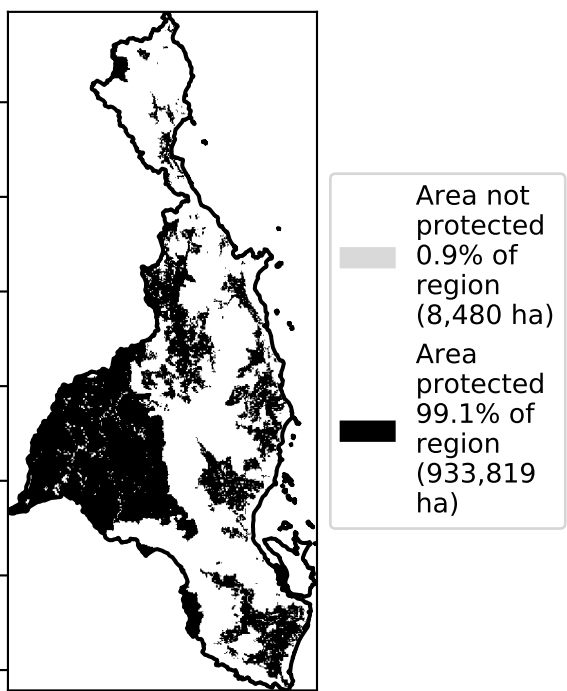 Area not
protected
0.9% of
region
(8,480 ha)
Area
protected
99.1% of
region
(933,819
ha)